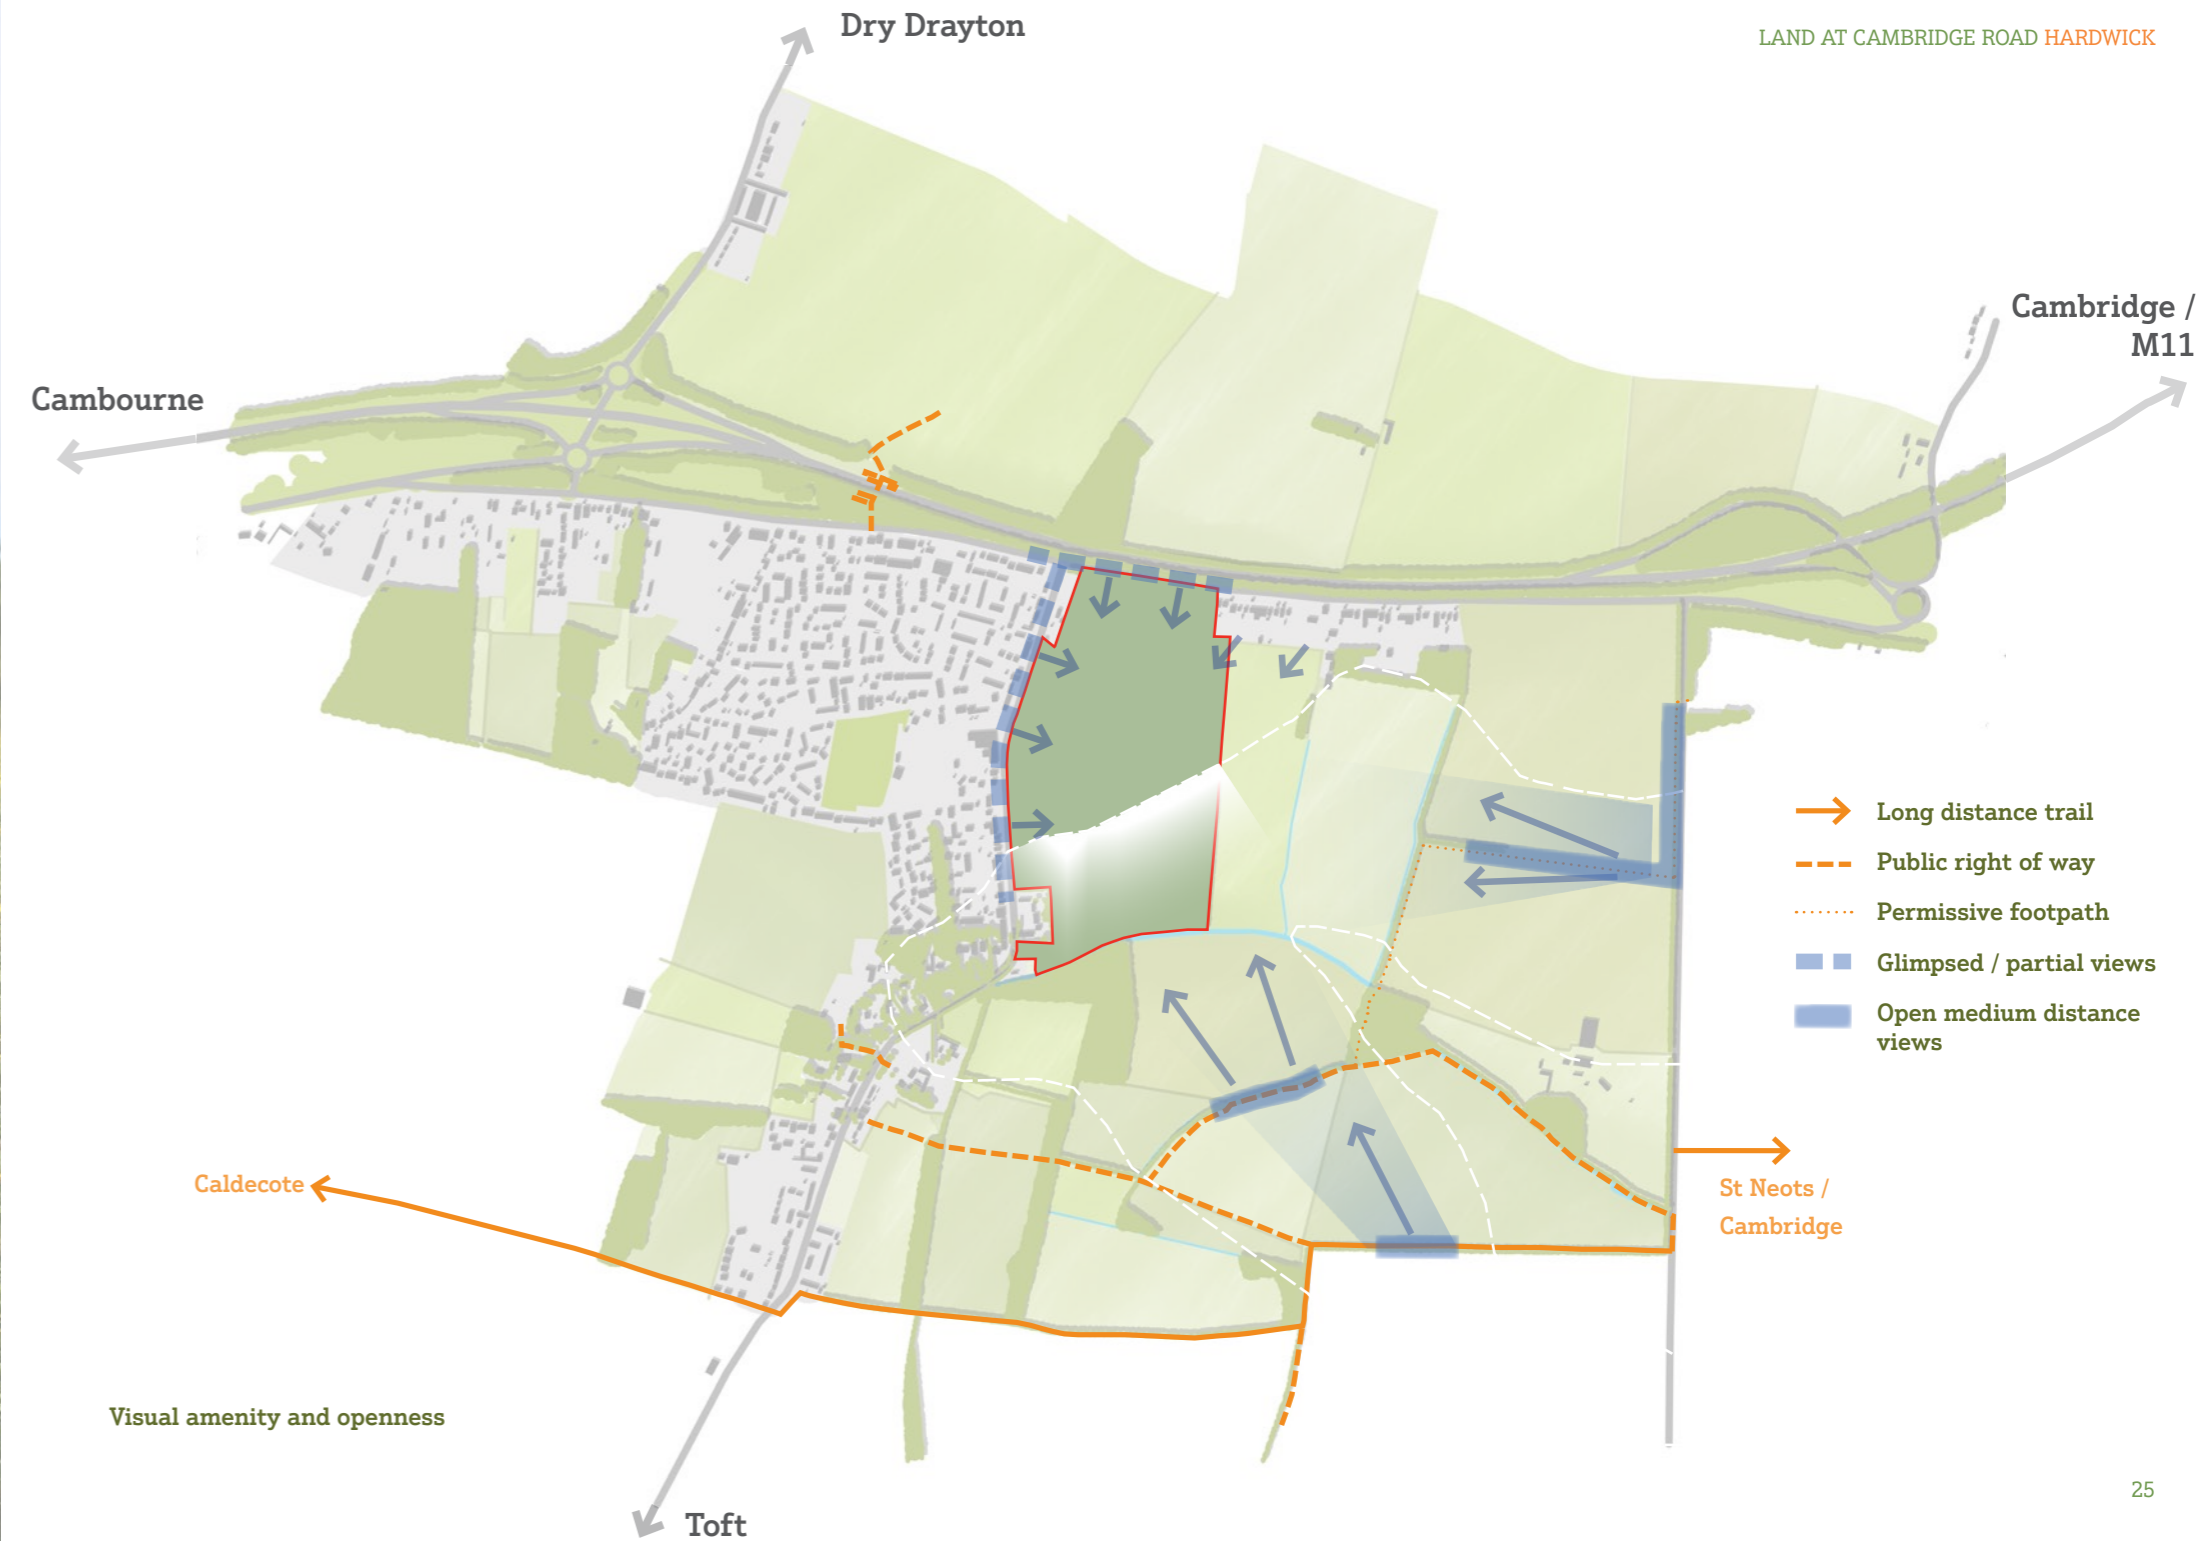 Dry Drayton
LAND AT CAMBRIDGE ROAD HARDWICK
Cambridge /
M11
Cambourne
Long distance trail
Public right of way
Permissive footpath
Glimpsed / partial views
Open medium distance
views
Caldecote
St Neots /
Cambridge
Visual amenity and openness
Toft
25